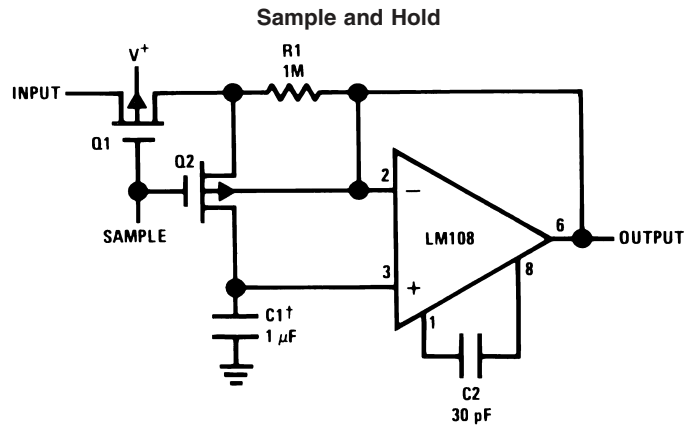 Sample and Hold
V+
R1
1M
INPUT
Q1
Q2
2
−
6
SAMPLE
LM108
OUTPUT
8
3
+
C1†
1 μF
1
C2
30 pF